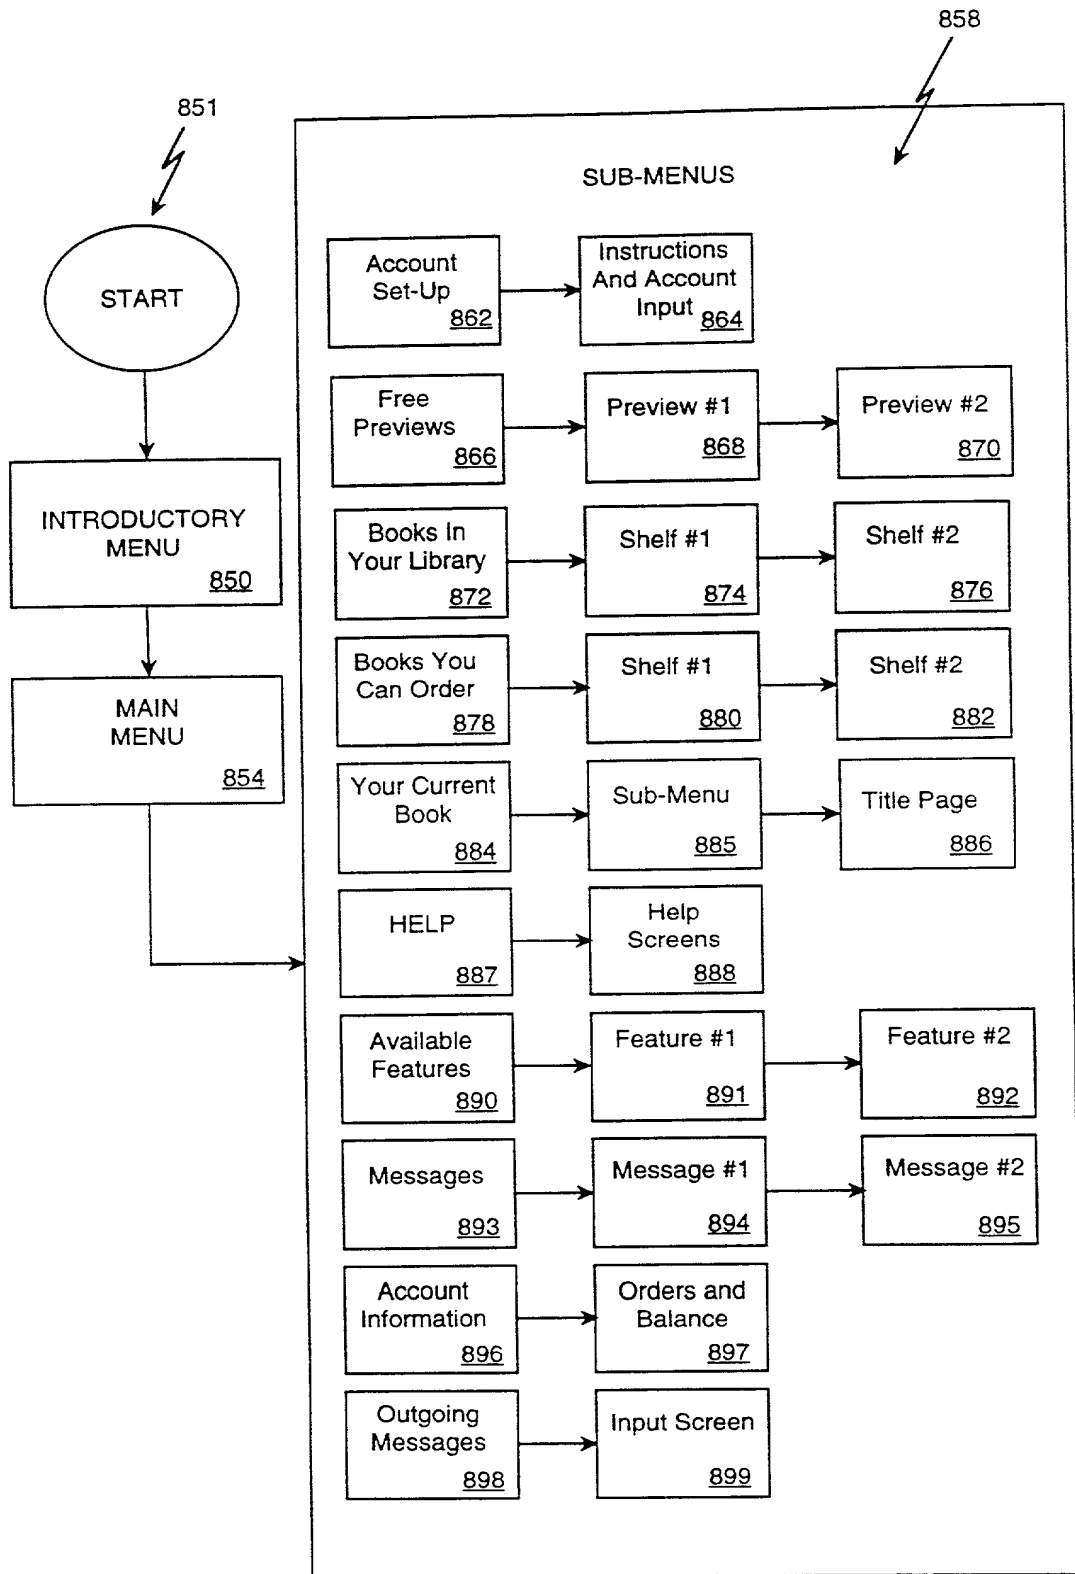 858
851
SUB-MENUS
START
INTRODUCTORY
MENU
850
MAIN
MENU
854
Account
Set-Up
862
Instructions
And Account
Input
864
Free
Previews
866
Preview #1
868
Preview #2
870
Books In
Your Library
872
Shelf #1
874
Shelf #2
876
Books You
Can Order
878
Shelf #1
880
Shelf #2
882
Your Current
Book
884
Sub-Menu
885
Title Page
886
HELP
887
Help
Screens
888
Available
Features
890
Feature #1
891
Feature #2
892
Messages
893
Message #1
894
Message #2
895
Account
Information
896
Orders and
Balance
897
Outgoing
Messages
898
Input Screen
899